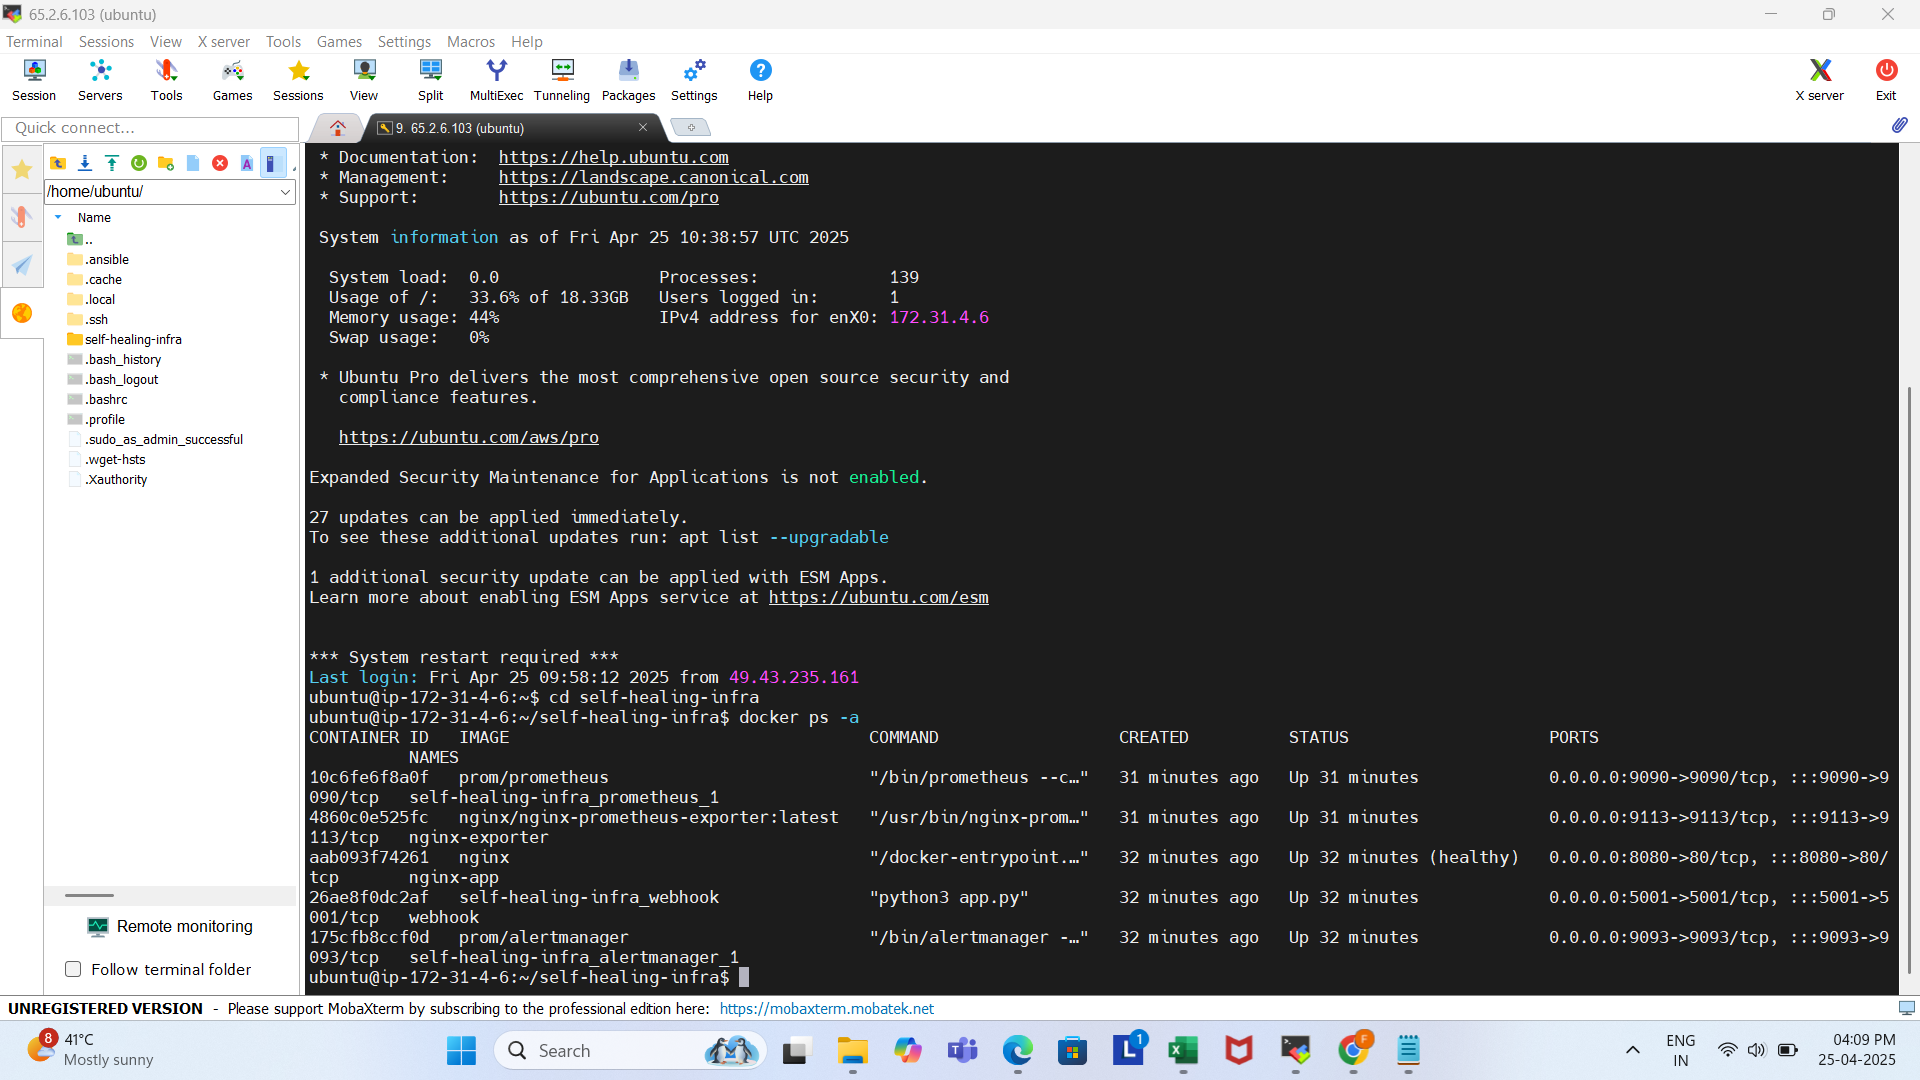 65.2.6.103 (ubuntu)
Terminal Sessions View X server Tools Games Settings Macros Help
Session Servers Tools Games Sessions View Split MultiExec Tunneling Packages Settings Help X server Exit
Quick connect...
9. 65.2.6.103 (ubuntu)
/home/ubuntu/
Name
..
.ansible
.cache
.local
.ssh
self-healing-infra
.bash_history
.bash_logout
.bashrc
.profile
.sudo_as_admin_successful
.wget-hsts
.Xauthority
Remote monitoring
Follow terminal folder
* Documentation: https://help.ubuntu.com
* Management: https://landscape.canonical.com
* Support: https://ubuntu.com/pro
System information as of Fri Apr 25 10:38:57 UTC 2025
System load: 0.0 Processes: 139
Usage of /: 33.6% of 18.33GB Users logged in: 1
Memory usage: 44% IPv4 address for enX0: 172.31.4.6
Swap usage: 0%
* Ubuntu Pro delivers the most comprehensive open source security and
compliance features.
https://ubuntu.com/aws/pro
Expanded Security Maintenance for Applications is not enabled.
27 updates can be applied immediately.
To see these additional updates run: apt list --upgradable
1 additional security update can be applied with ESM Apps.
Learn more about enabling ESM Apps service at https://ubuntu.com/esm
*** System restart required ***
Last login: Fri Apr 25 09:58:12 2025 from 49.43.235.161
ubuntu@ip-172-31-4-6:~$ cd self-healing-infra
ubuntu@ip-172-31-4-6:~/self-healing-infra$ docker ps -a
CONTAINER ID IMAGE COMMAND CREATED STATUS PORTS
NAMES
10c6fe6f8a0f prom/prometheus "/bin/prometheus --c…" 31 minutes ago Up 31 minutes 0.0.0.0:9090->9090/tcp, :::9090->9
090/tcp self-healing-infra_prometheus_1
4860c0e525fc nginx/nginx-prometheus-exporter:latest "/usr/bin/nginx-prom…" 31 minutes ago Up 31 minutes 0.0.0.0:9113->9113/tcp, :::9113->9
113/tcp nginx-exporter
aab093f74261 nginx "/docker-entrypoint.…" 32 minutes ago Up 32 minutes (healthy) 0.0.0.0:8080->80/tcp, :::8080->80/
tcp nginx-app
26ae8f0dc2af self-healing-infra_webhook "python3 app.py" 32 minutes ago Up 32 minutes 0.0.0.0:5001->5001/tcp, :::5001->5
001/tcp webhook
175cfb8ccf0d prom/alertmanager "/bin/alertmanager -…" 32 minutes ago Up 32 minutes 0.0.0.0:9093->9093/tcp, :::9093->9
093/tcp self-healing-infra_alertmanager_1
ubuntu@ip-172-31-4-6:~/self-healing-infra$
UNREGISTERED VERSION - Please support MobaXterm by subscribing to the professional edition here: https://mobaxterm.mobatek.net
8
41°C
Mostly sunny
Search
1
F
ENG
IN
04:09 PM
25-04-2025